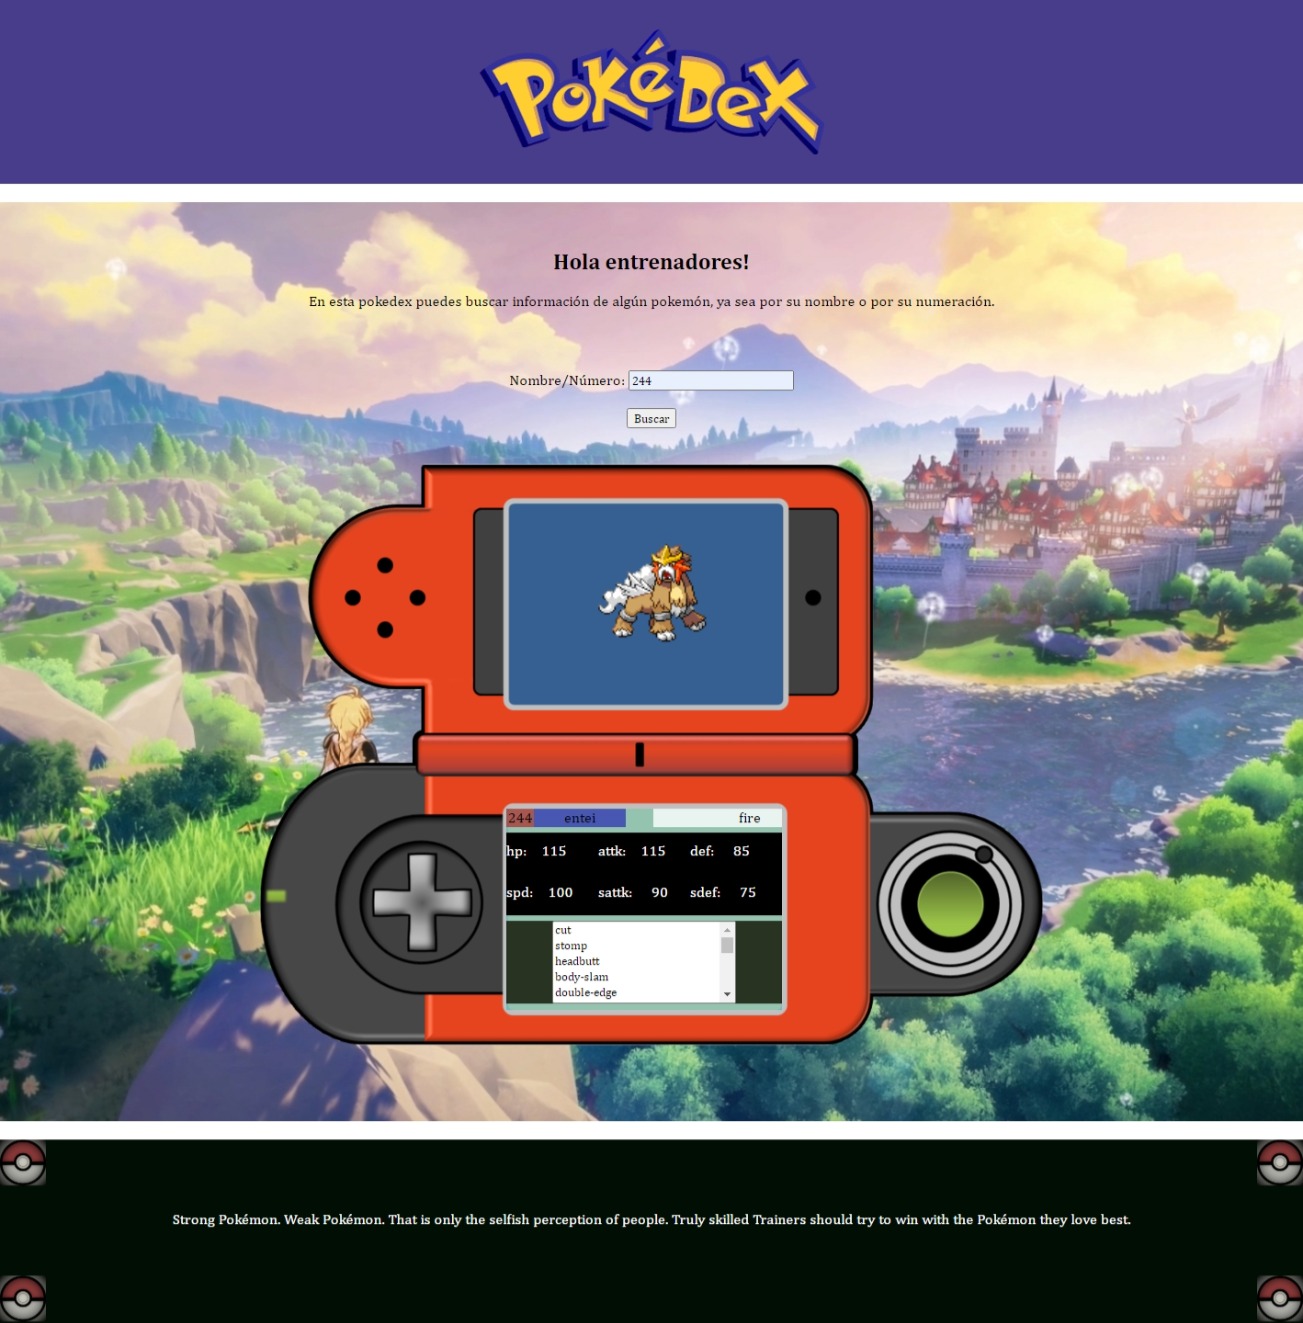 PoKéDeX
Hola entrenadores!
En esta pokedex puedes buscar información de algún pokemón, ya sea por su nombre o por su numeración.
Nombre/Número: 244
Buscar
244 entei fire
hp: 115 attk: 115 def: 85
spd: 100 sattk: 90 sdef: 75
cut
stomp
headbutt
body-slam
double-edge
Strong Pokémon. Weak Pokémon. That is only the selfish perception of people. Truly skilled Trainers should try to win with the Pokémon they love best.